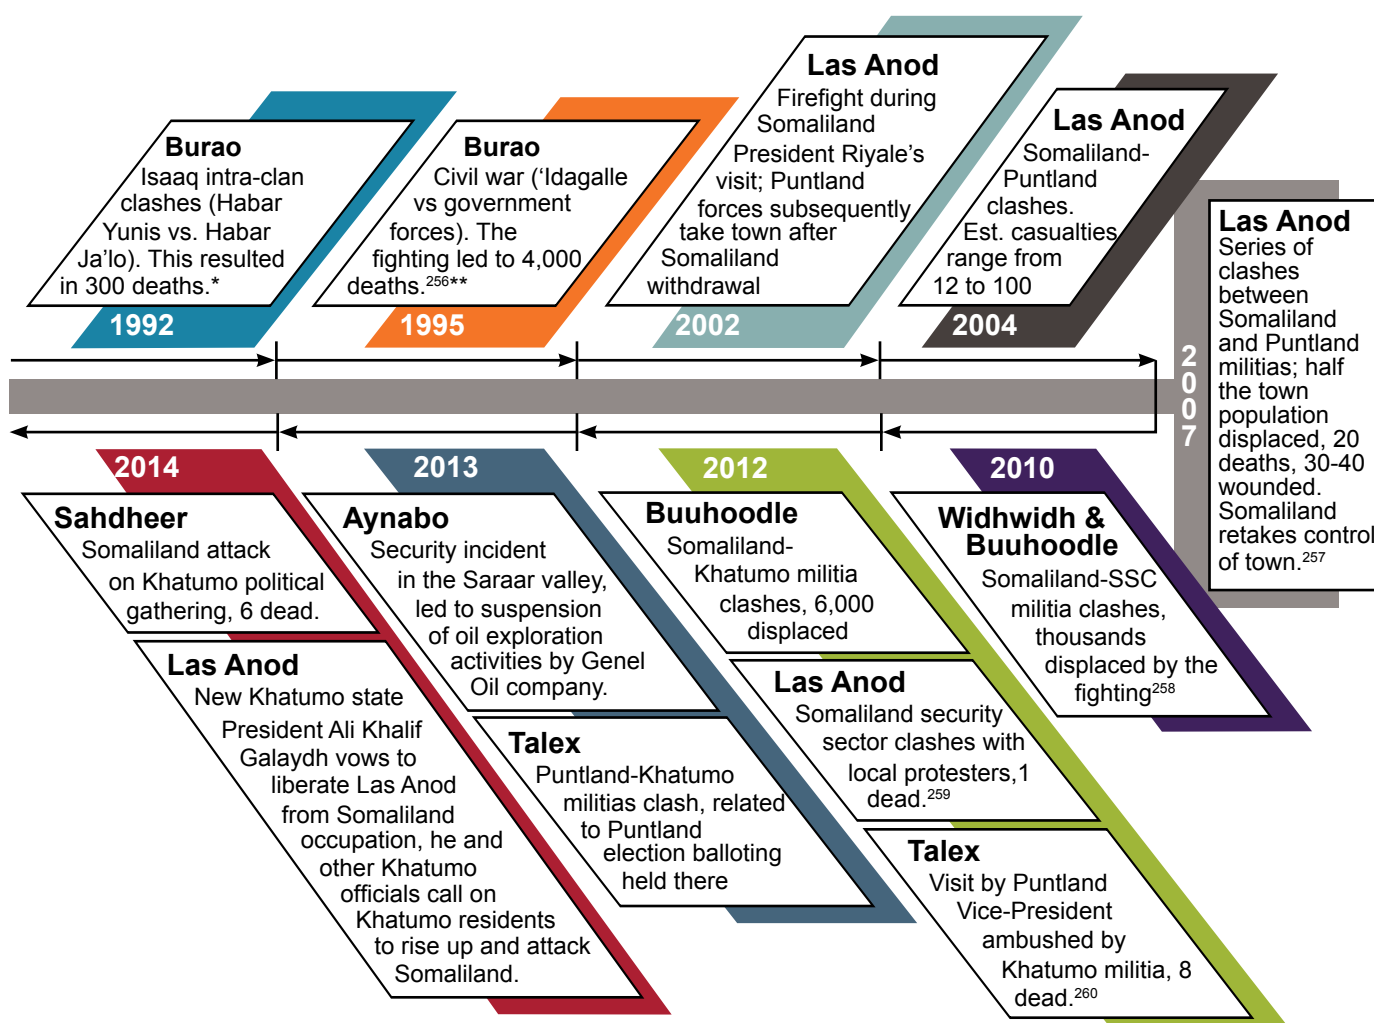 Burao
Isaaq intra-clan
clashes (Habar
Yunis vs. Habar
Ja’lo). This resulted
in 300 deaths.*
1992
Burao
Civil war (‘Idagalle
vs government
forces). The
fighting led to 4,000
deaths.256**
1995
Las Anod
Firefight during
Somaliland
President Riyale’s
visit; Puntland
forces subsequently
take town after
Somaliland
withdrawal
2002
Las Anod
Somaliland-
Puntland
clashes.
Est. casualties
range from
12 to 100
2004
2007
Las Anod
Series of
clashes
between
Somaliland
and Puntland
militias; half
the town
population
displaced, 20
deaths, 30-40
wounded.
Somaliland
retakes control
of town.257
2010
Widhwidh &
Buuhoodle
Somaliland-SSC
militia clashes,
thousands
displaced by the
fighting258
2012
Buuhoodle
Somaliland-
Khatumo militia
clashes, 6,000
displaced
Las Anod
Somaliland security
sector clashes with
local protesters,1
dead.259
Talex
Visit by Puntland
Vice-President
ambushed by
Khatumo militia, 8
dead.260
2013
Aynabo
Security incident
in the Saraar valley,
led to suspension
of oil exploration
activities by Genel
Oil company.
Talex
Puntland-Khatumo
militias clash, related
to Puntland
election balloting
held there
2014
Sahdheer
Somaliland attack
on Khatumo political
gathering, 6 dead.
Las Anod
New Khatumo state
President Ali Khalif
Galaydh vows to
liberate Las Anod
from Somaliland
occupation, he and
other Khatumo
officials call on
Khatumo residents
to rise up and attack
Somaliland.